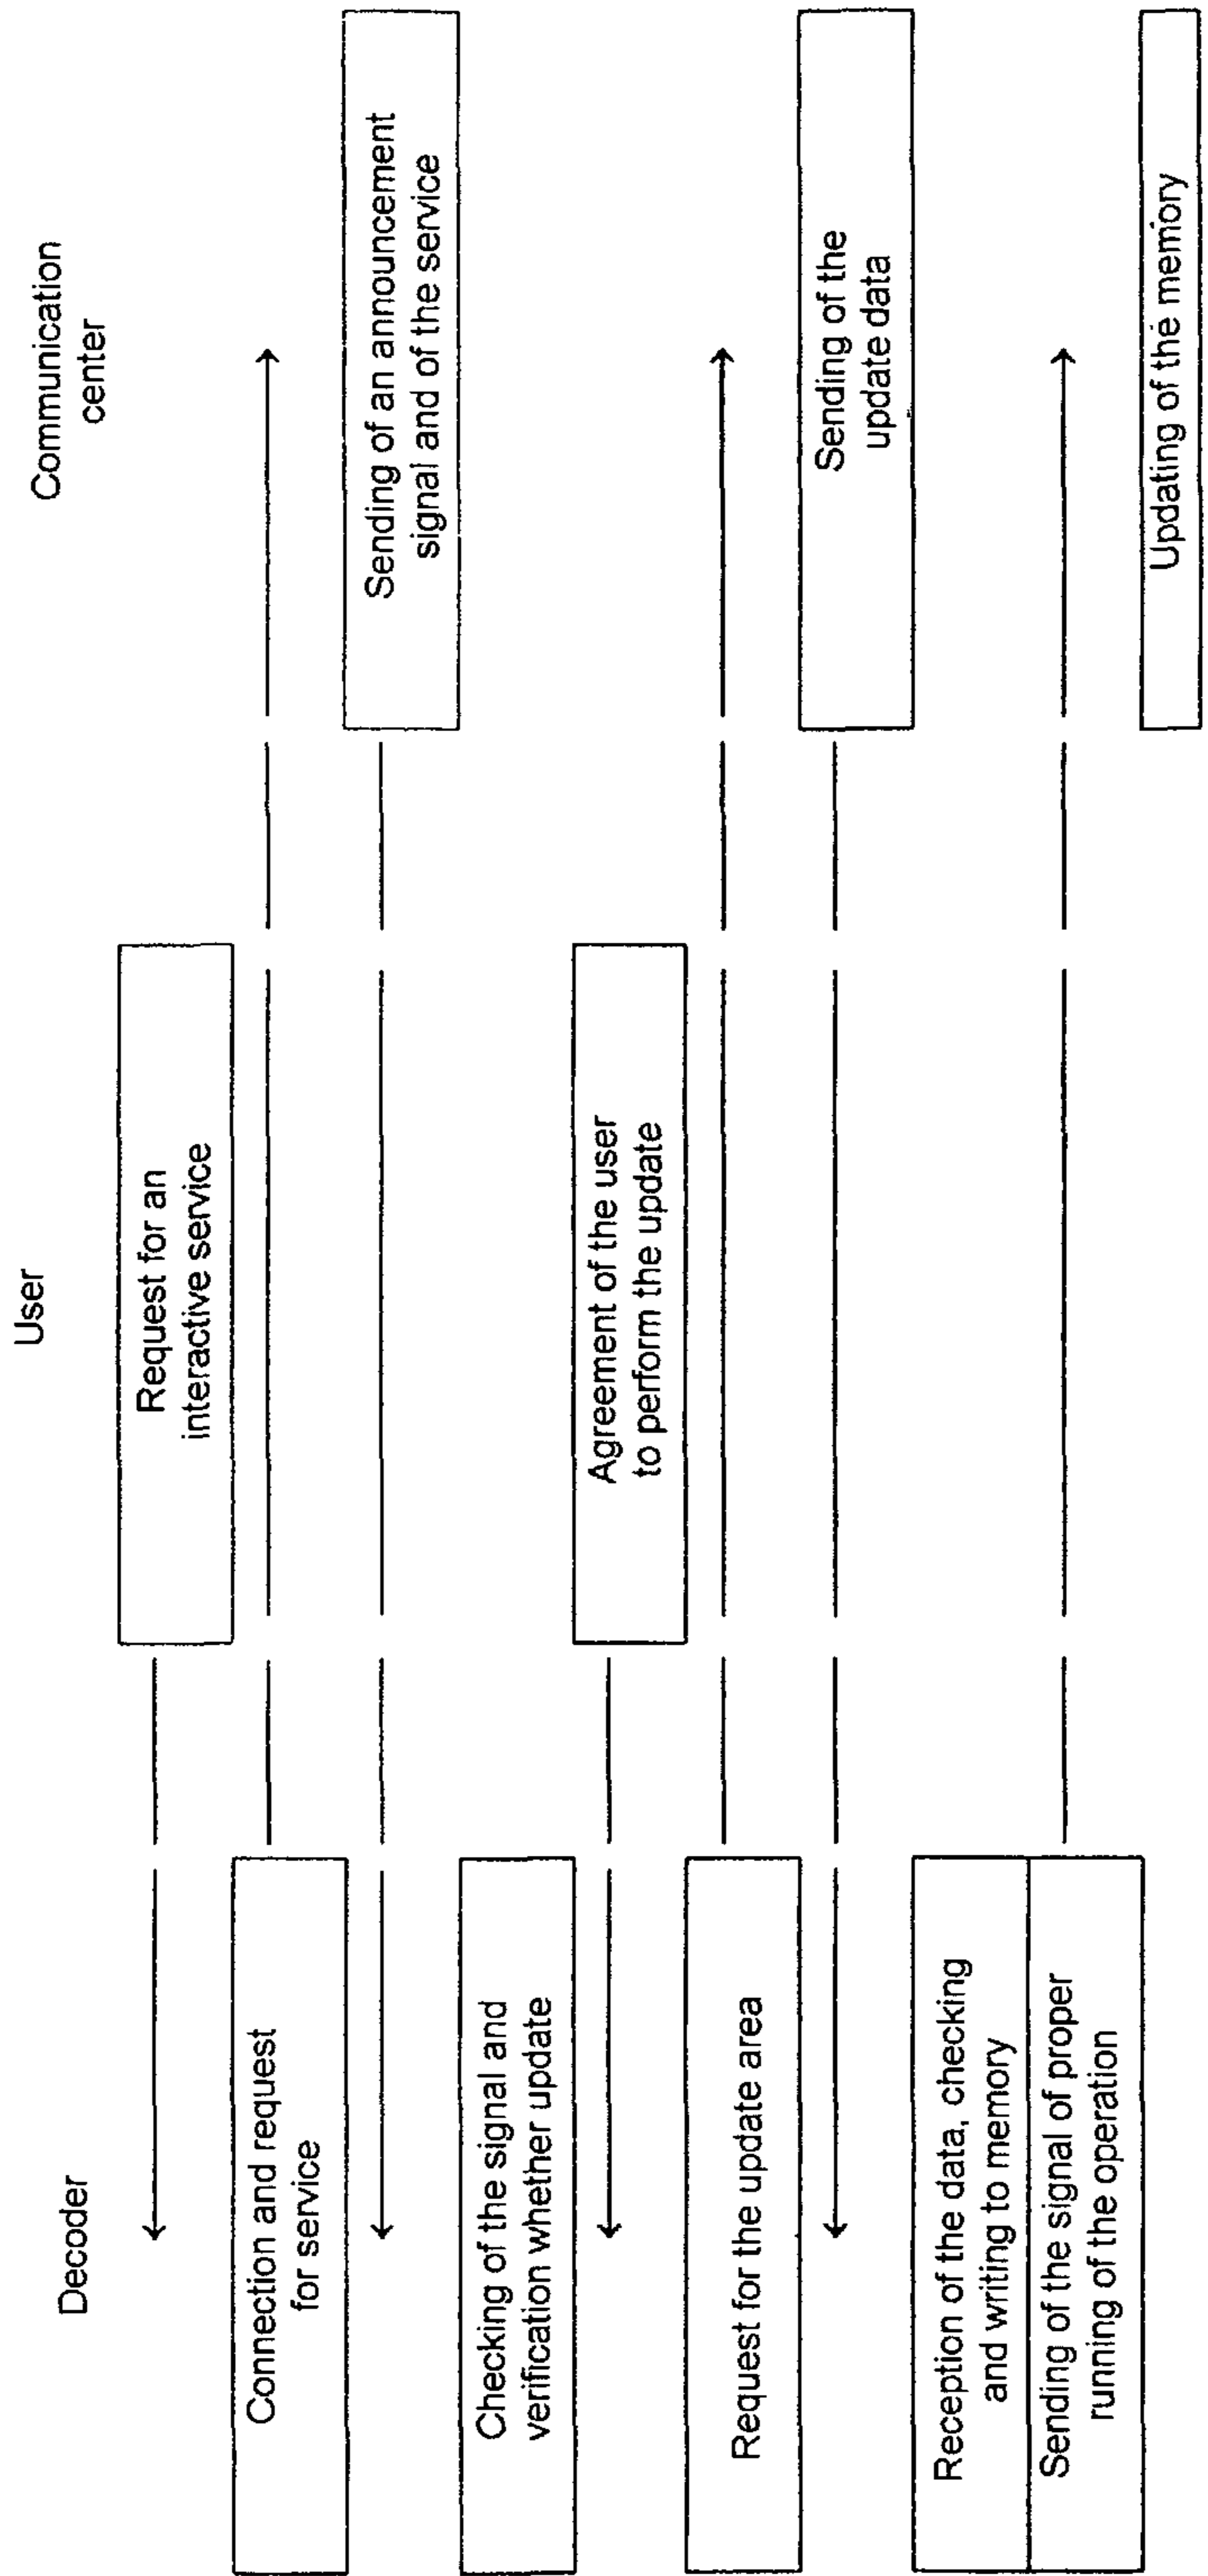 Decoder
User
Communication
center
Request for an
interactive service
Connection and request
for service
Sending of an announcement
signal and of the service
Checking of the signal and
verification whether update
Agreement of the user
to perform the update
Request for the update area
Sending of the
update data
Reception of the data, checking
and writing to memory
Sending of the signal of proper
running of the operation
Updating of the memory